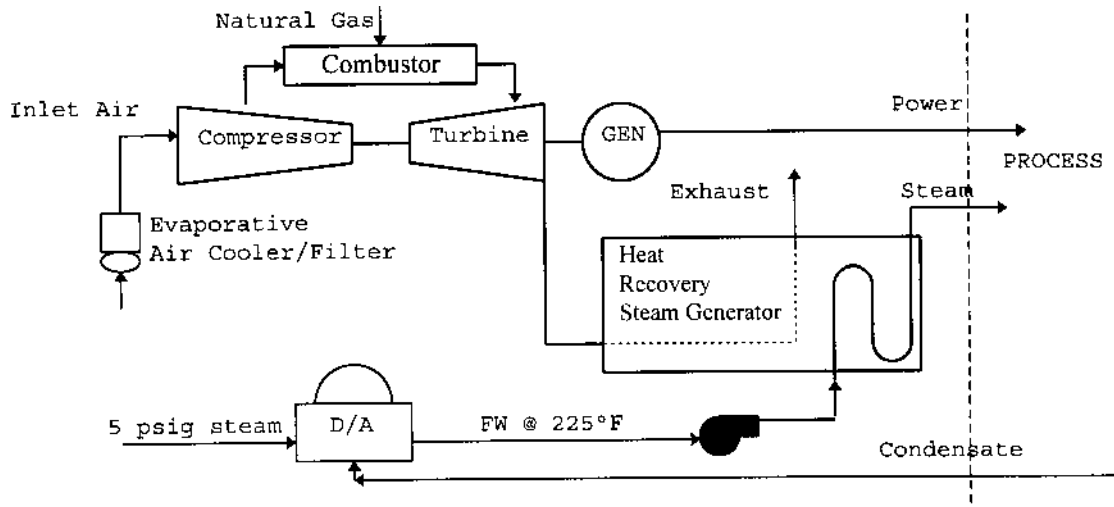 Natural Gas
Combustor
Inlet Air
Compressor
Turbine
GEN
Power
PROCESS
Exhaust
Steam
Evaporative
Air Cooler/Filter
Heat
Recovery
Steam Generator
5 psig steam
D/A
FW @ 225°F
Condensate